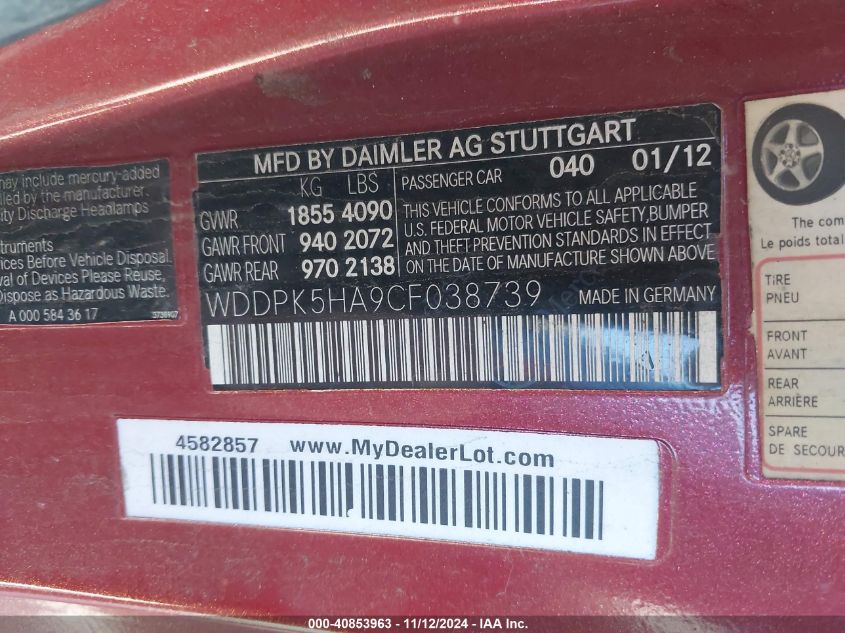 may include mercury-added
lled by the manufacturer.
ity Discharge Headlamps
nstruments
ices Before Vehicle Disposal.
val of Devices Please Reuse,
spose as Hazardous Waste.
A 000 584 36 17
MFD BY DAIMLER AG STUTTGART
KG LBS PASSENGER CAR 040 01/12
GVWR 1855 4090
GAWR FRONT 940 2072
GAWR REAR 970 2138
THIS VEHICLE CONFORMS TO ALL APPLICABLE
U.S. FEDERAL MOTOR VEHICLE SAFETY,BUMPER
AND THEFT PREVENTION STANDARDS IN EFFECT
ON THE DATE OF MANUFACTURE SHOWN ABOVE
WDDPK5HA9CF038739 MADE IN GERMANY
The com
Le poids total
TIRE
PNEU
FRONT
AVANT
REAR
ARRIÈRE
SPARE
DE SECOUR
4582857 www.MyDealerLot.com
000-40853963 - 11/12/2024 - IAA Inc.